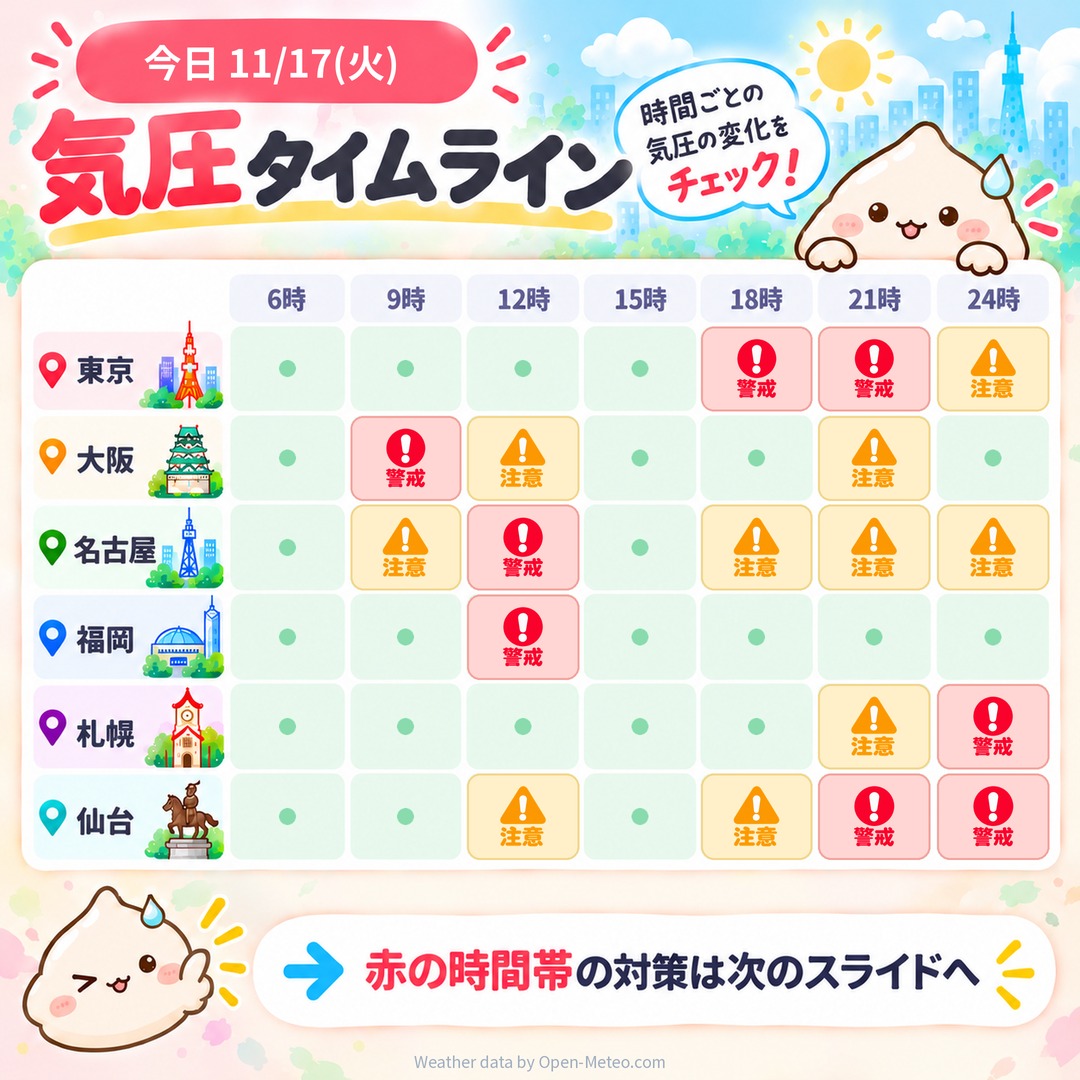 今日 11/17(火)
気圧タイムライン
時間ごとの
気圧の変化を
チェック!
6時 9時 12時 15時 18時 21時 24時
東京 警戒 警戒 注意
大阪 警戒 注意 注意
名古屋 注意 警戒 注意 注意 注意
福岡 警戒
札幌 注意 警戒
仙台 注意 注意 警戒 警戒
赤の時間帯の対策は次のスライドへ
Weather data by Open-Meteo.com